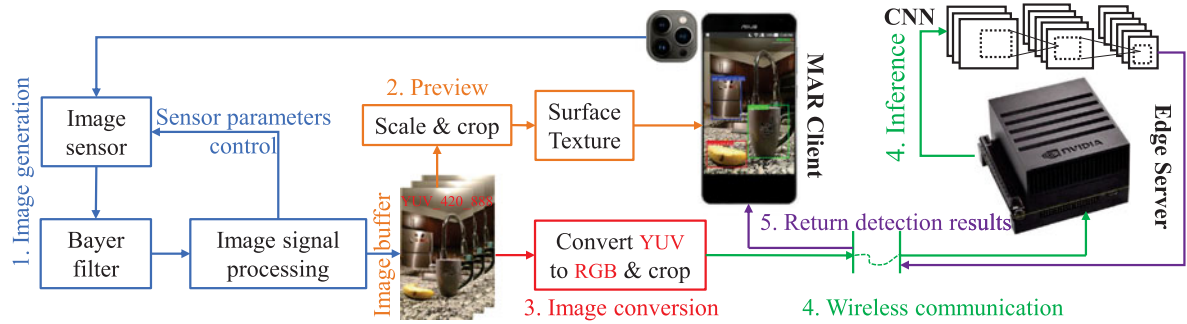 1. Image generation
Image
sensor
Sensor parameters
control
Bayer
filter
Image signal
processing
Image buffer
YUV_420_888
2. Preview
Scale & crop
Surface
Texture
3. Image conversion
Convert YUV
to RGB & crop
MAR Client
5. Return detection results
4. Wireless communication
4. Inference
CNN
NVIDIA
Edge Server